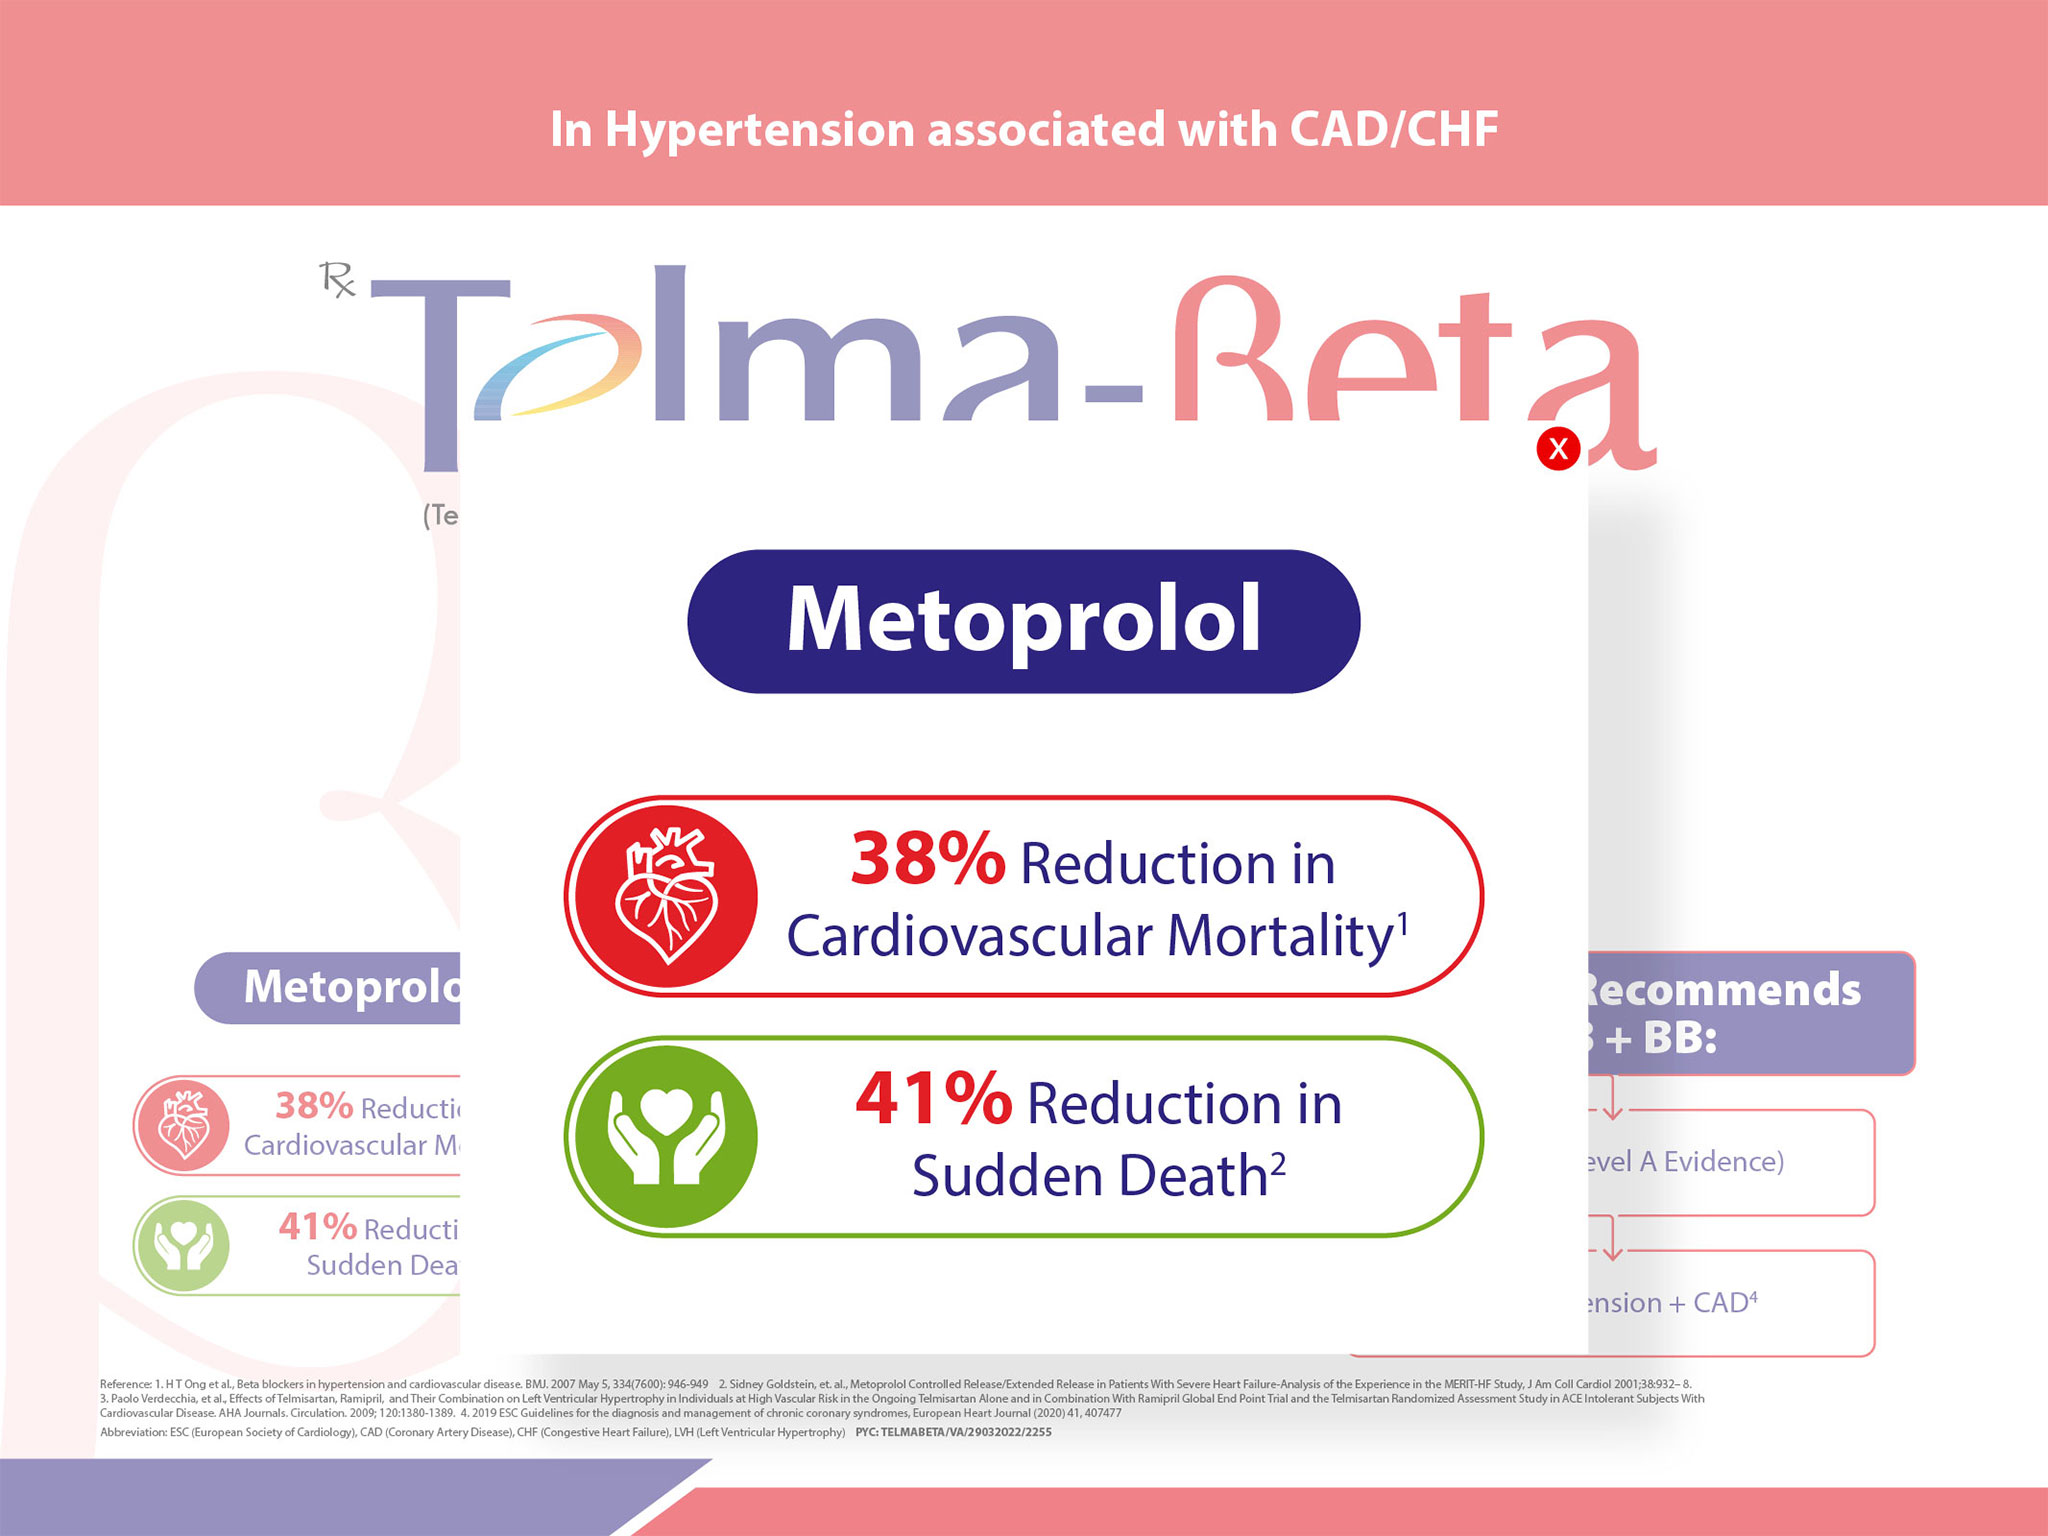 In Hypertension associated with CAD/CHF
Rx Telma-Beta
(Te
X
Metoprolol
38% Reduction in
Cardiovascular Mortality1
41% Reduction in
Sudden Death2
Metoprolo
38% Reducti
Cardiovascular M
41% Reducti
Sudden Dea
Recommends
+ BB:
evel A Evidence)
ension + CAD4
Reference: 1. H T Ong et al., Beta blockers in hypertension and cardiovascular disease. BMJ. 2007 May 5, 334(7600): 946-949 2. Sidney Goldstein, et. al., Metoprolol Controlled Release/Extended Release in Patients With Severe Heart Failure-Analysis of the Experience in the MERIT-HF Study, J Am Coll Cardiol 2001;38:932– 8.
3. Paolo Verdecchia, et al., Effects of Telmisartan, Ramipril, and Their Combination on Left Ventricular Hypertrophy in Individuals at High Vascular Risk in the Ongoing Telmisartan Alone and in Combination With Ramipril Global End Point Trial and the Telmisartan Randomized Assessment Study in ACE Intolerant Subjects With
Cardiovascular Disease. AHA Journals. Circulation. 2009; 120:1380-1389. 4. 2019 ESC Guidelines for the diagnosis and management of chronic coronary syndromes, European Heart Journal (2020) 41, 407477
Abbreviation: ESC (European Society of Cardiology), CAD (Coronary Artery Disease), CHF (Congestive Heart Failure), LVH (Left Ventricular Hypertrophy) PYC: TELMABETA/VA/29032022/2255